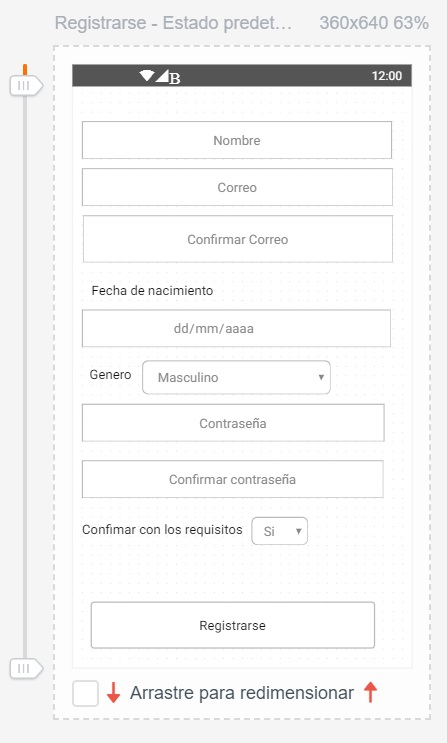 Registrarse - Estado predet... 360x640 63%
B 12:00
Nombre
Correo
Confirmar Correo
Fecha de nacimiento
dd/mm/aaaa
Genero Masculino
Contraseña
Confirmar contraseña
Confimar con los requisitos Si
Registrarse
Arrastre para redimensionar